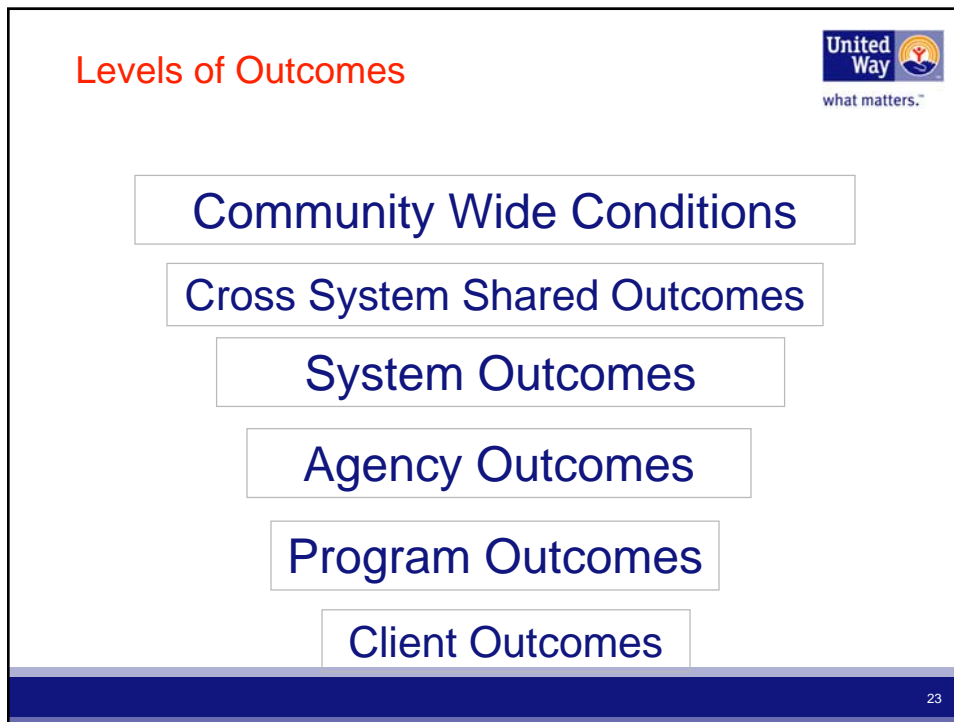 Levels of Outcomes
United
Way
what matters.™
Community Wide Conditions
Cross System Shared Outcomes
System Outcomes
Agency Outcomes
Program Outcomes
Client Outcomes
23